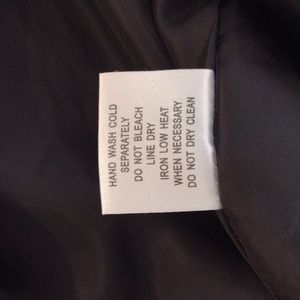 HAND WASH COLD
SEPARATELY
DO NOT BLEACH
LINE DRY
IRON LOW HEAT
WHEN NECESSARY
DO NOT DRY CLEAN